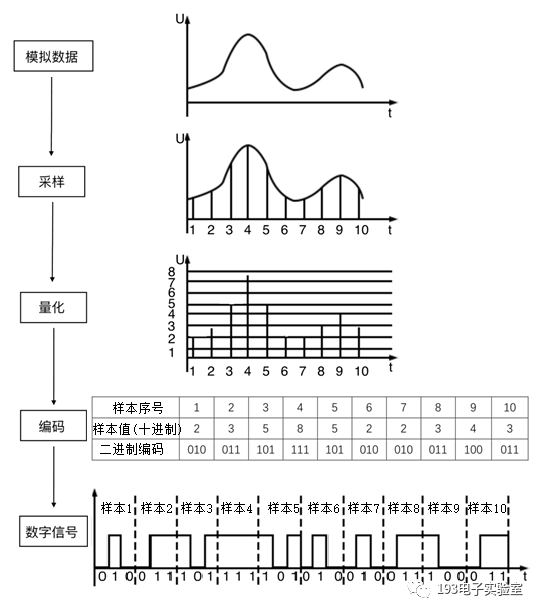 模拟数据
U
t
采样
U
1 2 3 4 5 6 7 8 9 10 t
量化
U
8
7
6
5
4
3
2
1
1 2 3 4 5 6 7 8 9 10 t
编码
样本序号 1 2 3 4 5 6 7 8 9 10
样本值(十进制) 2 3 5 8 5 2 2 3 4 3
二进制编码 010 011 101 111 101 010 010 011 100 011
数字信号
样本1 样本2 样本3 样本4 样本5 样本6 样本7 样本8 样本9 样本10
0 1 0 0 1 1 1 0 1 1 1 1 1 0 1 0 1 0 0 1 0 0 1 1 1 0 0 0 1 1 t
193电子实验室